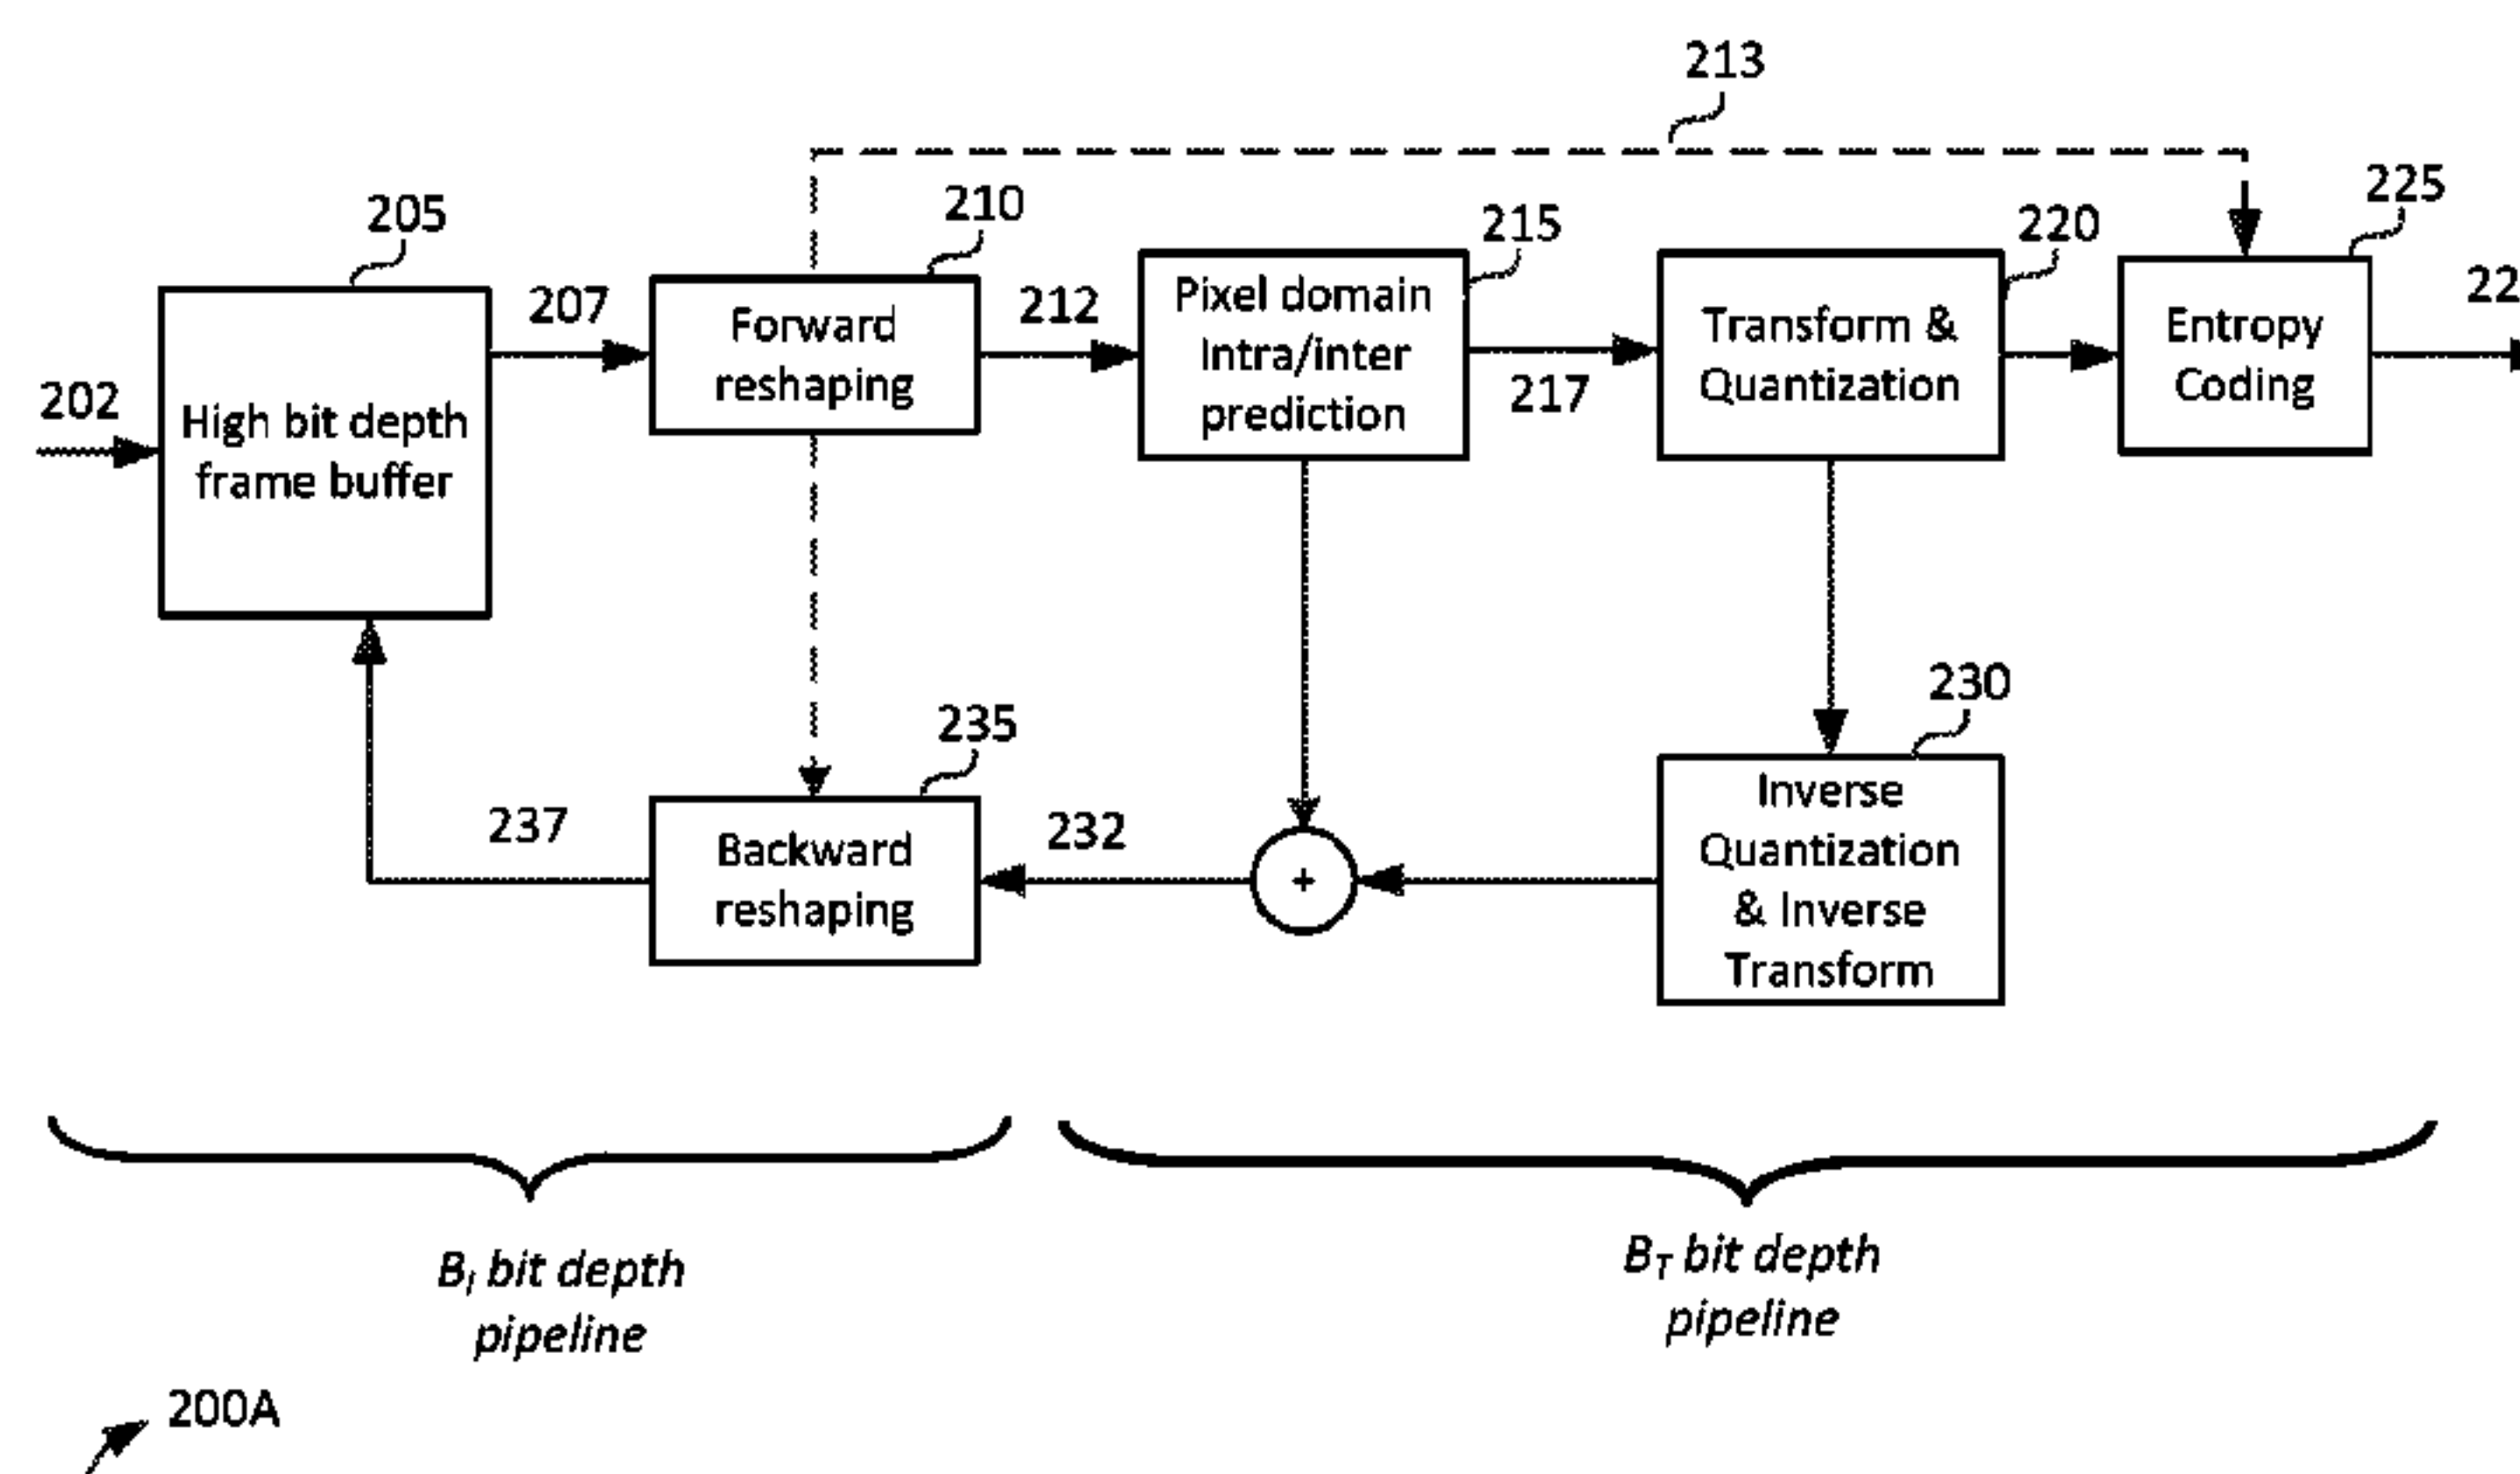 213
205
210
215
220
225
207
212
22
202
High bit depth
frame buffer
Forward
reshaping
Pixel domain
Intra/inter
prediction
217
Transform &
Quantization
Entropy
Coding
230
235
237
232
Backward
reshaping
+
Inverse
Quantization
& Inverse
Transform
B_I bit depth
pipeline
B_T bit depth
pipeline
200A